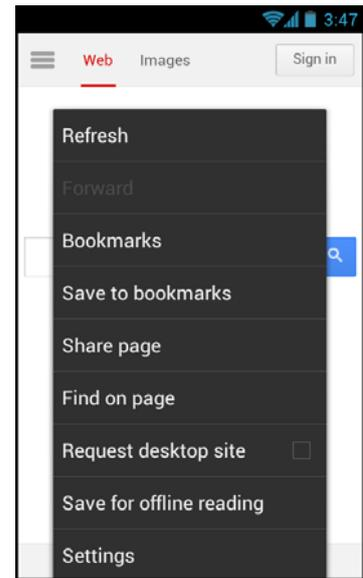 3:47
Web Images Sign in
Refresh
Forward
Bookmarks
Save to bookmarks
Share page
Find on page
Request desktop site
Save for offline reading
Settings